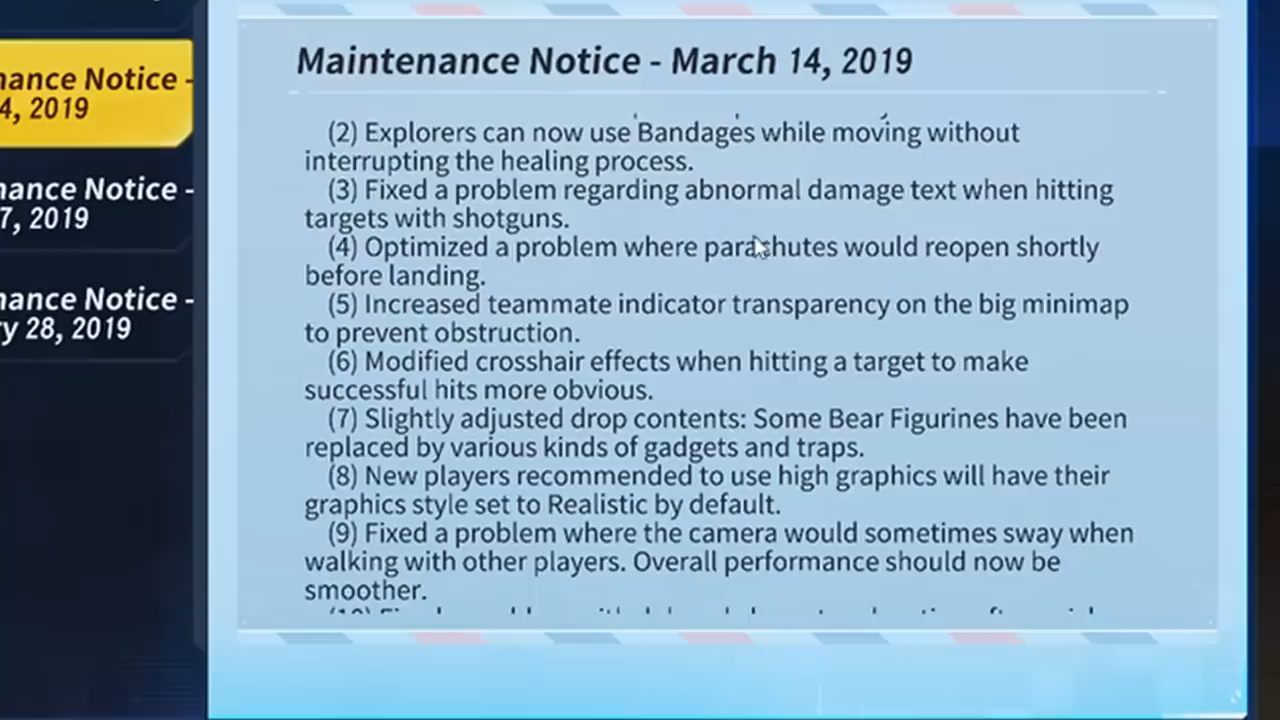 nance Notice -
4, 2019
nance Notice -
7, 2019
nance Notice -
ry 28, 2019
Maintenance Notice - March 14, 2019
(2) Explorers can now use Bandages while moving without
interrupting the healing process.
(3) Fixed a problem regarding abnormal damage text when hitting
targets with shotguns.
(4) Optimized a problem where parachutes would reopen shortly
before landing.
(5) Increased teammate indicator transparency on the big minimap
to prevent obstruction.
(6) Modified crosshair effects when hitting a target to make
successful hits more obvious.
(7) Slightly adjusted drop contents: Some Bear Figurines have been
replaced by various kinds of gadgets and traps.
(8) New players recommended to use high graphics will have their
graphics style set to Realistic by default.
(9) Fixed a problem where the camera would sometimes sway when
walking with other players. Overall performance should now be
smoother.